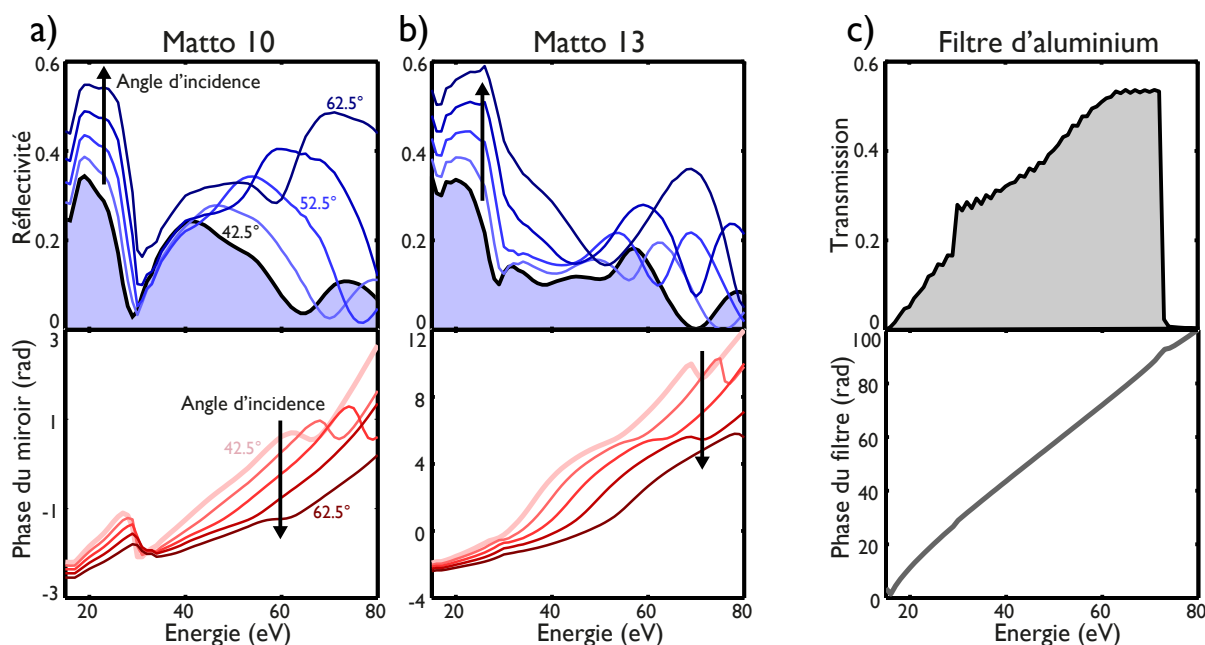 a)
Matto 10
b)
Matto 13
c)
Filtre d'aluminium
Réflectivité
0.6
0.4
0.2
0
Angle d'incidence
62.5°
52.5°
42.5°
0.6
0.4
0.2
0
Transmission
0.6
0.4
0.2
0
Phase du miroir (rad)
3
1
-1
-3
Angle d'incidence
42.5°
62.5°
20 40 60 80
Energie (eV)
12
8
4
0
-4
Angle d'incidence
20 40 60 80
Energie (eV)
Phase du filtre (rad)
100
80
60
40
20
0
20 40 60 80
Energie (eV)